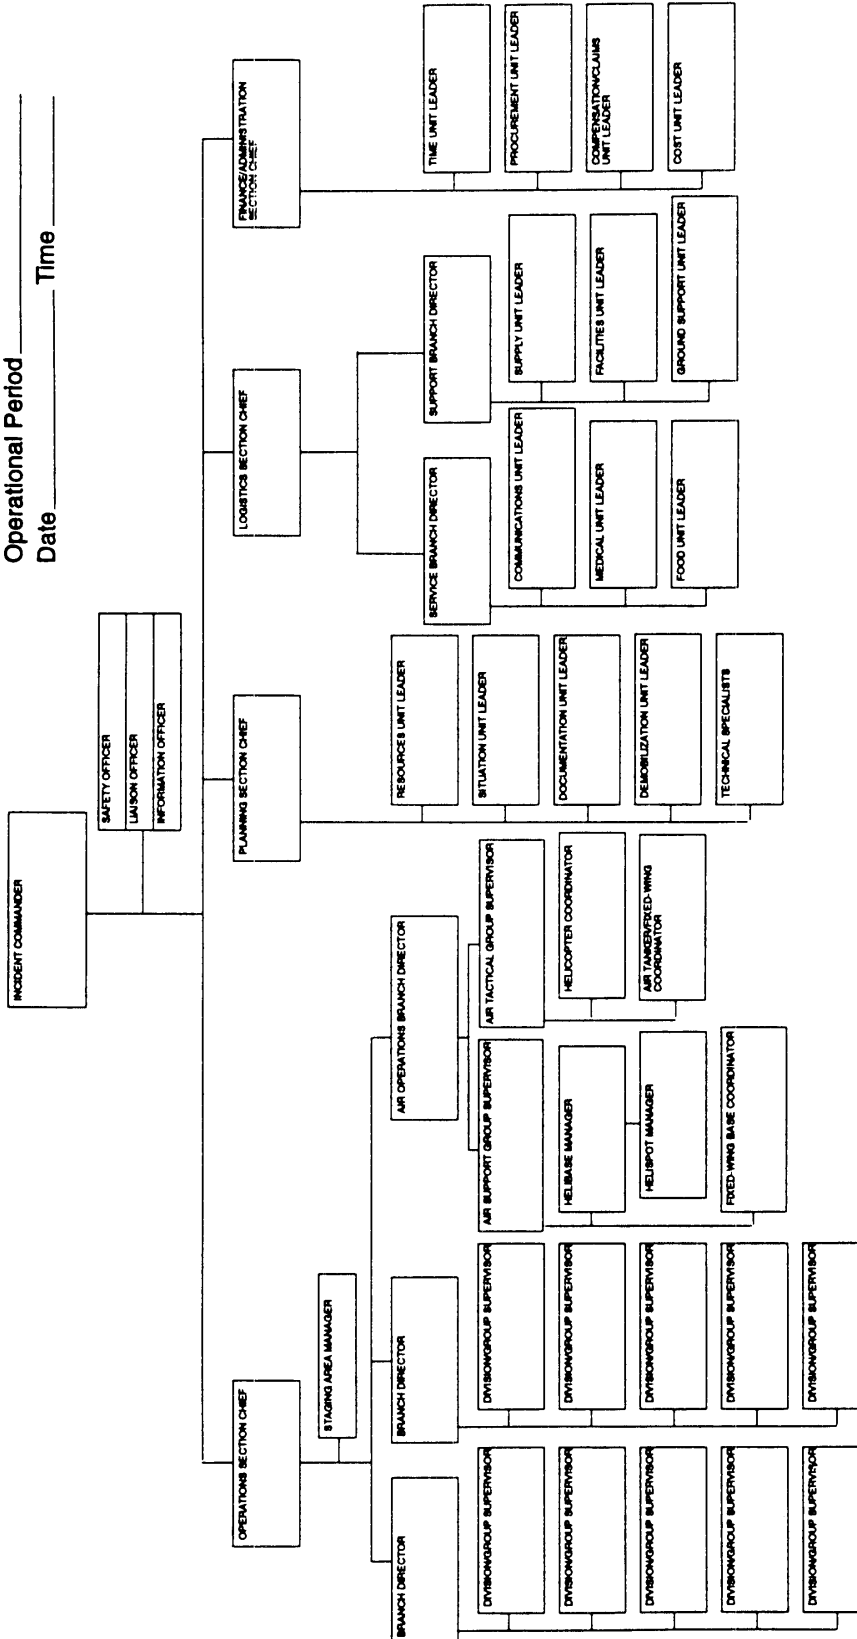 Operational Period
Date Time
INCIDENT COMMANDER
SAFETY OFFICER
LIAISON OFFICER
INFORMATION OFFICER
OPERATIONS SECTION CHIEF
PLANNING SECTION CHIEF
LOGISTICS SECTION CHIEF
FINANCE/ADMINISTRATION
SECTION CHIEF
STAGING AREA MANAGER
BRANCH DIRECTOR
DIVISION/GROUP SUPERVISOR
DIVISION/GROUP SUPERVISOR
DIVISION/GROUP SUPERVISOR
DIVISION/GROUP SUPERVISOR
DIVISION/GROUP SUPERVISOR
BRANCH DIRECTOR
DIVISION/GROUP SUPERVISOR
DIVISION/GROUP SUPERVISOR
DIVISION/GROUP SUPERVISOR
DIVISION/GROUP SUPERVISOR
DIVISION/GROUP SUPERVISOR
AIR OPERATIONS BRANCH DIRECTOR
AIR SUPPORT GROUP SUPERVISOR
HELIBASE MANAGER
HELISPOT MANAGER
FIXED-WING BASE COORDINATOR
AIR TACTICAL GROUP SUPERVISOR
HELICOPTER COORDINATOR
AIR TANKER/FIXED-WING
COORDINATOR
RESOURCES UNIT LEADER
SITUATION UNIT LEADER
DOCUMENTATION UNIT LEADER
DEMOBILIZATION UNIT LEADER
TECHNICAL SPECIALISTS
SERVICE BRANCH DIRECTOR
COMMUNICATIONS UNIT LEADER
MEDICAL UNIT LEADER
FOOD UNIT LEADER
SUPPORT BRANCH DIRECTOR
SUPPLY UNIT LEADER
FACILITIES UNIT LEADER
GROUND SUPPORT UNIT LEADER
TIME UNIT LEADER
PROCUREMENT UNIT LEADER
COMPENSATION/CLAIMS
UNIT LEADER
COST UNIT LEADER